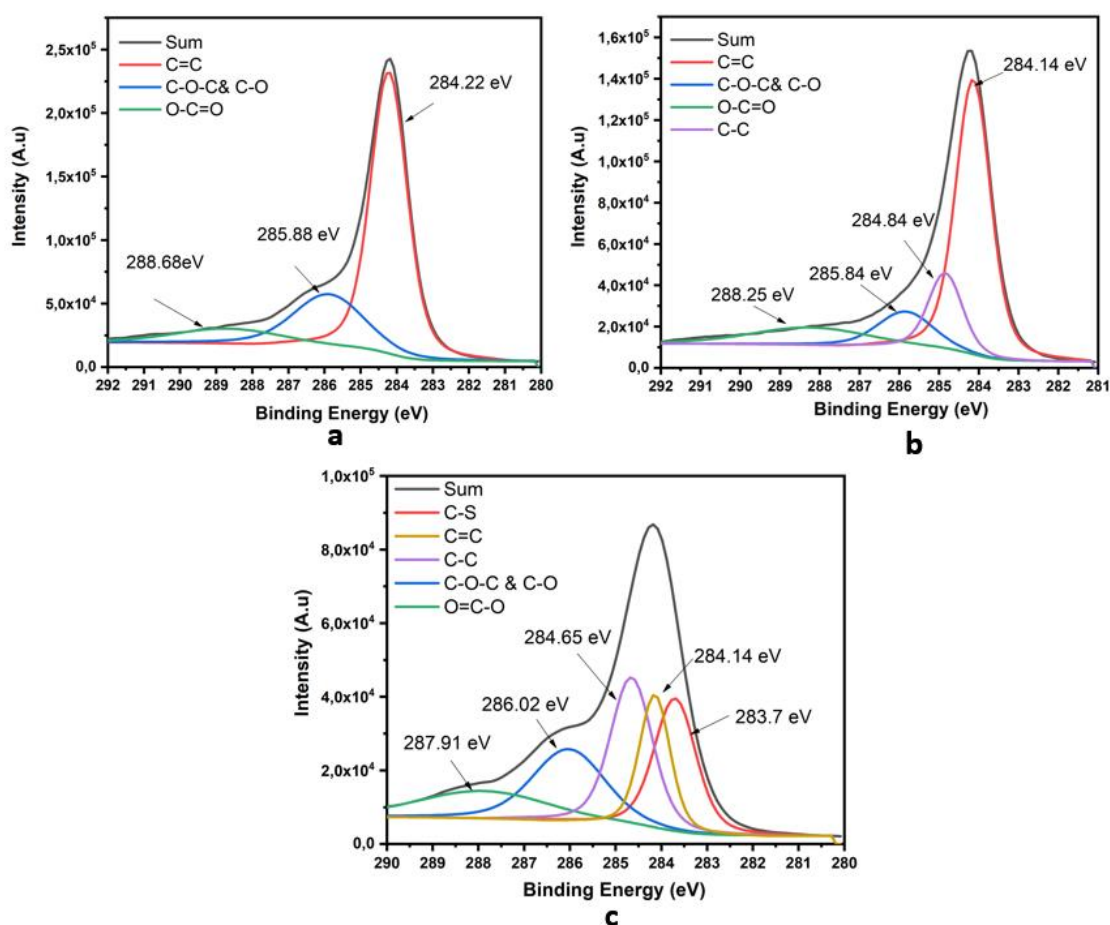 2,5x10⁵
2,0x10⁵
1,5x10⁵
1,0x10⁵
5,0x10⁴
0,0
Intensity (A.u)
Sum
C=C
C-O-C& C-O
O-C=O
284.22 eV
285.88 eV
288.68eV
292 291 290 289 288 287 286 285 284 283 282 281 280
Binding Energy (eV)
a
1,6x10⁵
1,4x10⁵
1,2x10⁵
1,0x10⁵
8,0x10⁴
6,0x10⁴
4,0x10⁴
2,0x10⁴
0,0
Intensity (A.u)
Sum
C=C
C-O-C& C-O
O-C=O
C-C
284.14 eV
284.84 eV
285.84 eV
288.25 eV
292 291 290 289 288 287 286 285 284 283 282 281
Binding Energy (eV)
b
1,0x10⁵
8,0x10⁴
6,0x10⁴
4,0x10⁴
2,0x10⁴
0,0
Intensity (A.u)
Sum
C-S
C=C
C-C
C-O-C & C-O
O=C-O
284.65 eV
284.14 eV
286.02 eV
283.7 eV
287.91 eV
290 289 288 287 286 285 284 283 282 281 280
Binding Energy (eV)
c